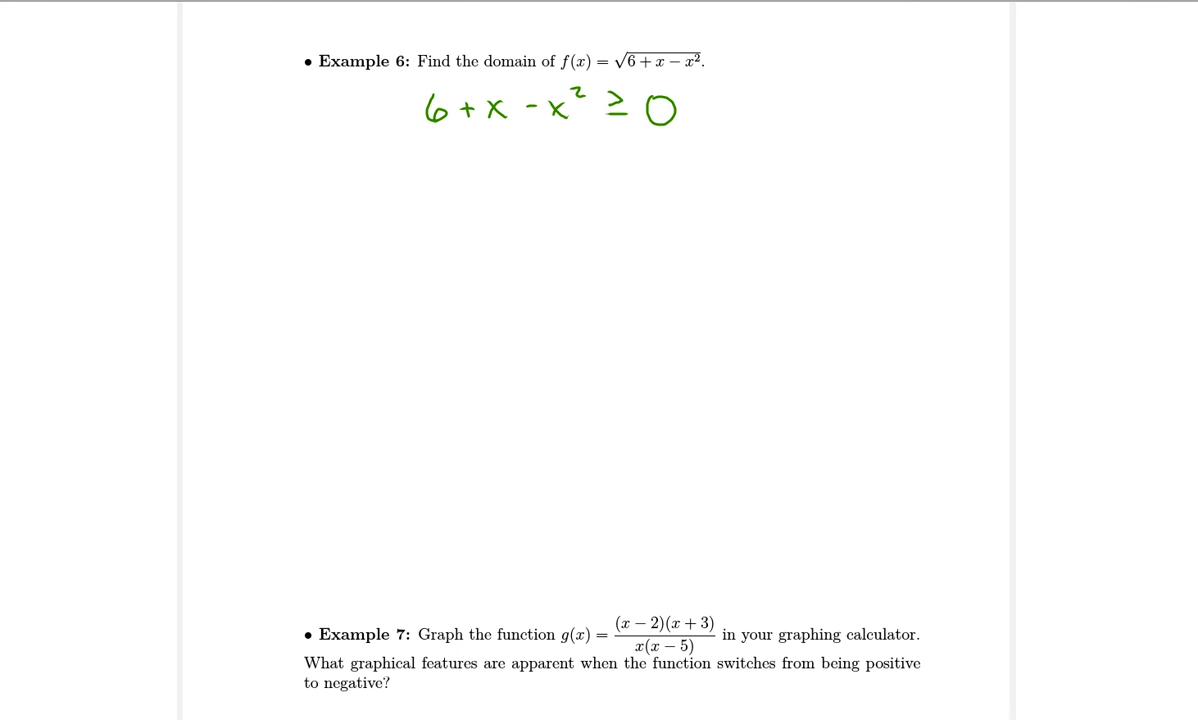 • Example 6: Find the domain of f(x) = √6 + x − x².
6 + x - x² ≥ 0
• Example 7: Graph the function g(x) = (x − 2)(x + 3) / x(x − 5) in your graphing calculator.
What graphical features are apparent when the function switches from being positive
to negative?